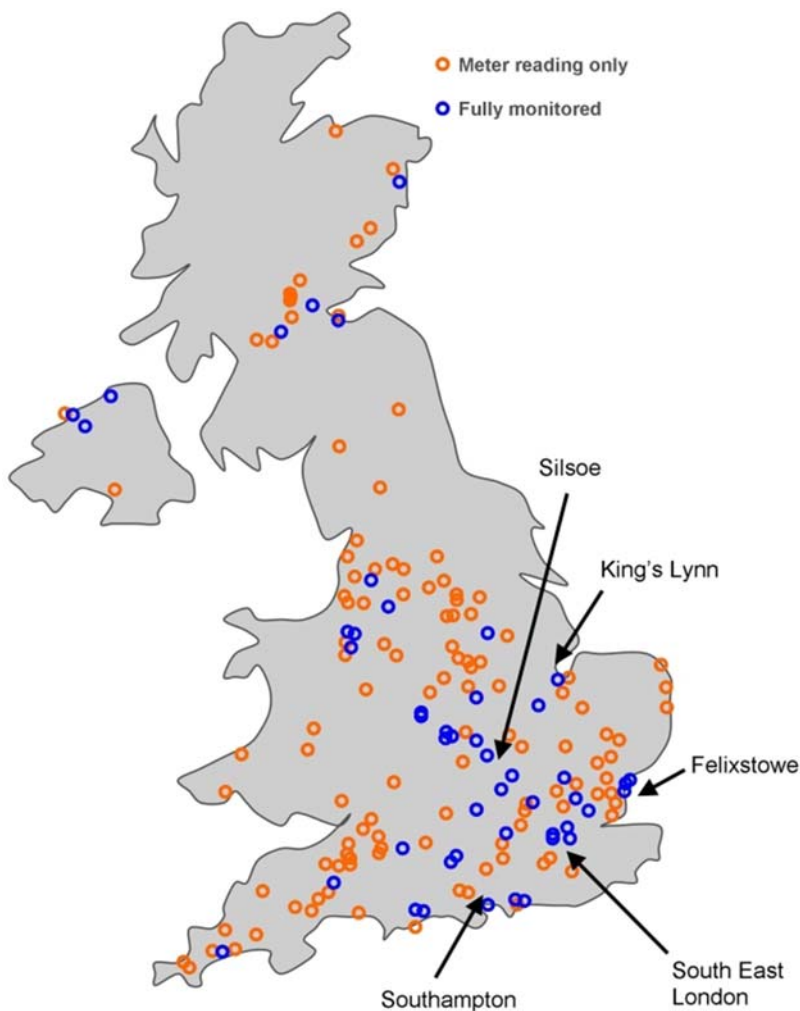 Meter reading only
Fully monitored
Silsoe
King's Lynn
Felixstowe
South East
London
Southampton